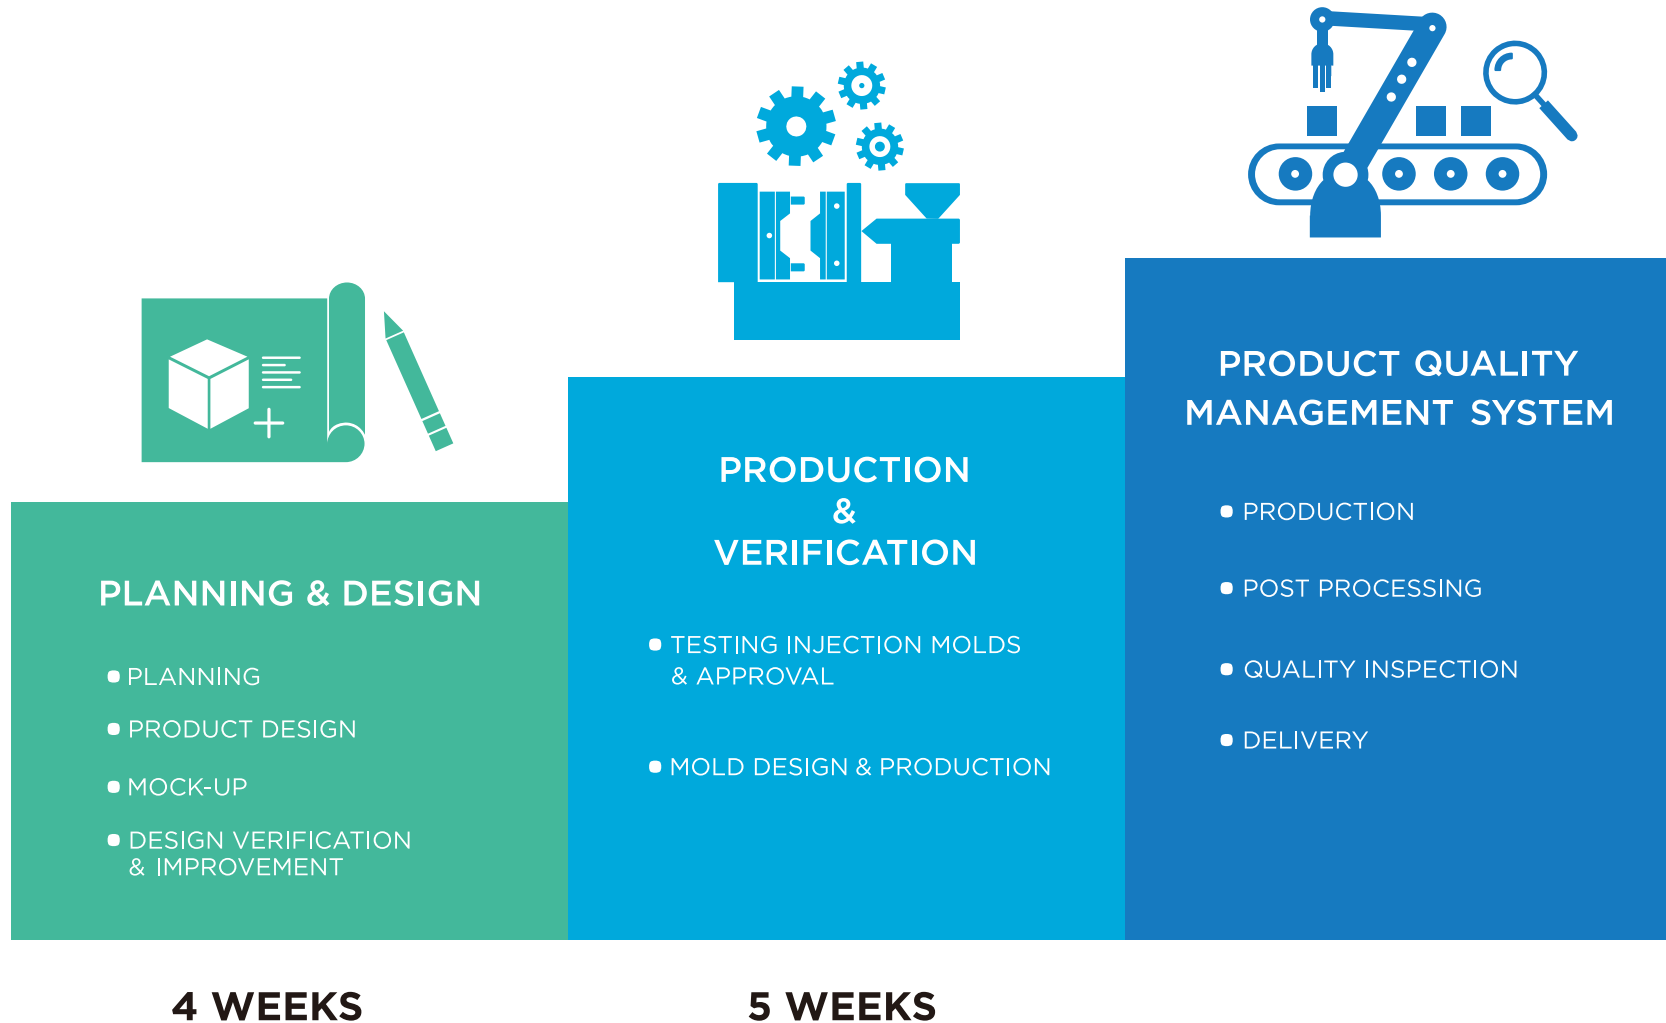 PLANNING & DESIGN
PLANNING
PRODUCT DESIGN
MOCK-UP
DESIGN VERIFICATION
& IMPROVEMENT
4 WEEKS
PRODUCTION
&
VERIFICATION
TESTING INJECTION MOLDS
& APPROVAL
MOLD DESIGN & PRODUCTION
5 WEEKS
PRODUCT QUALITY
MANAGEMENT SYSTEM
PRODUCTION
POST PROCESSING
QUALITY INSPECTION
DELIVERY